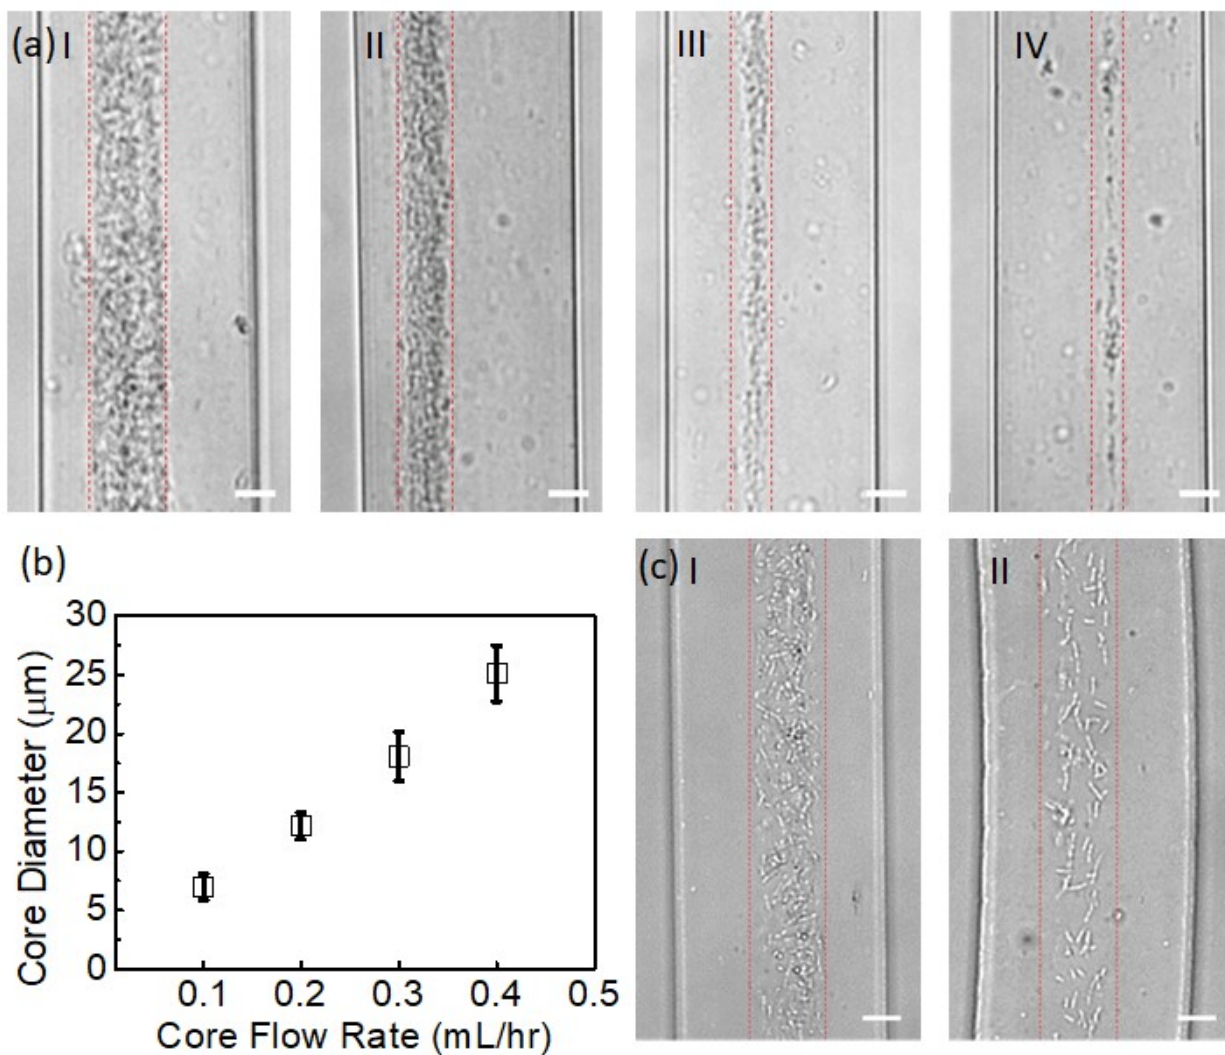 (a) I
II
III
IV
(b)
30
25
20
15
10
5
0
Core Diameter (μm)
0.1 0.2 0.3 0.4 0.5
Core Flow Rate (mL/hr)
(c) I
II